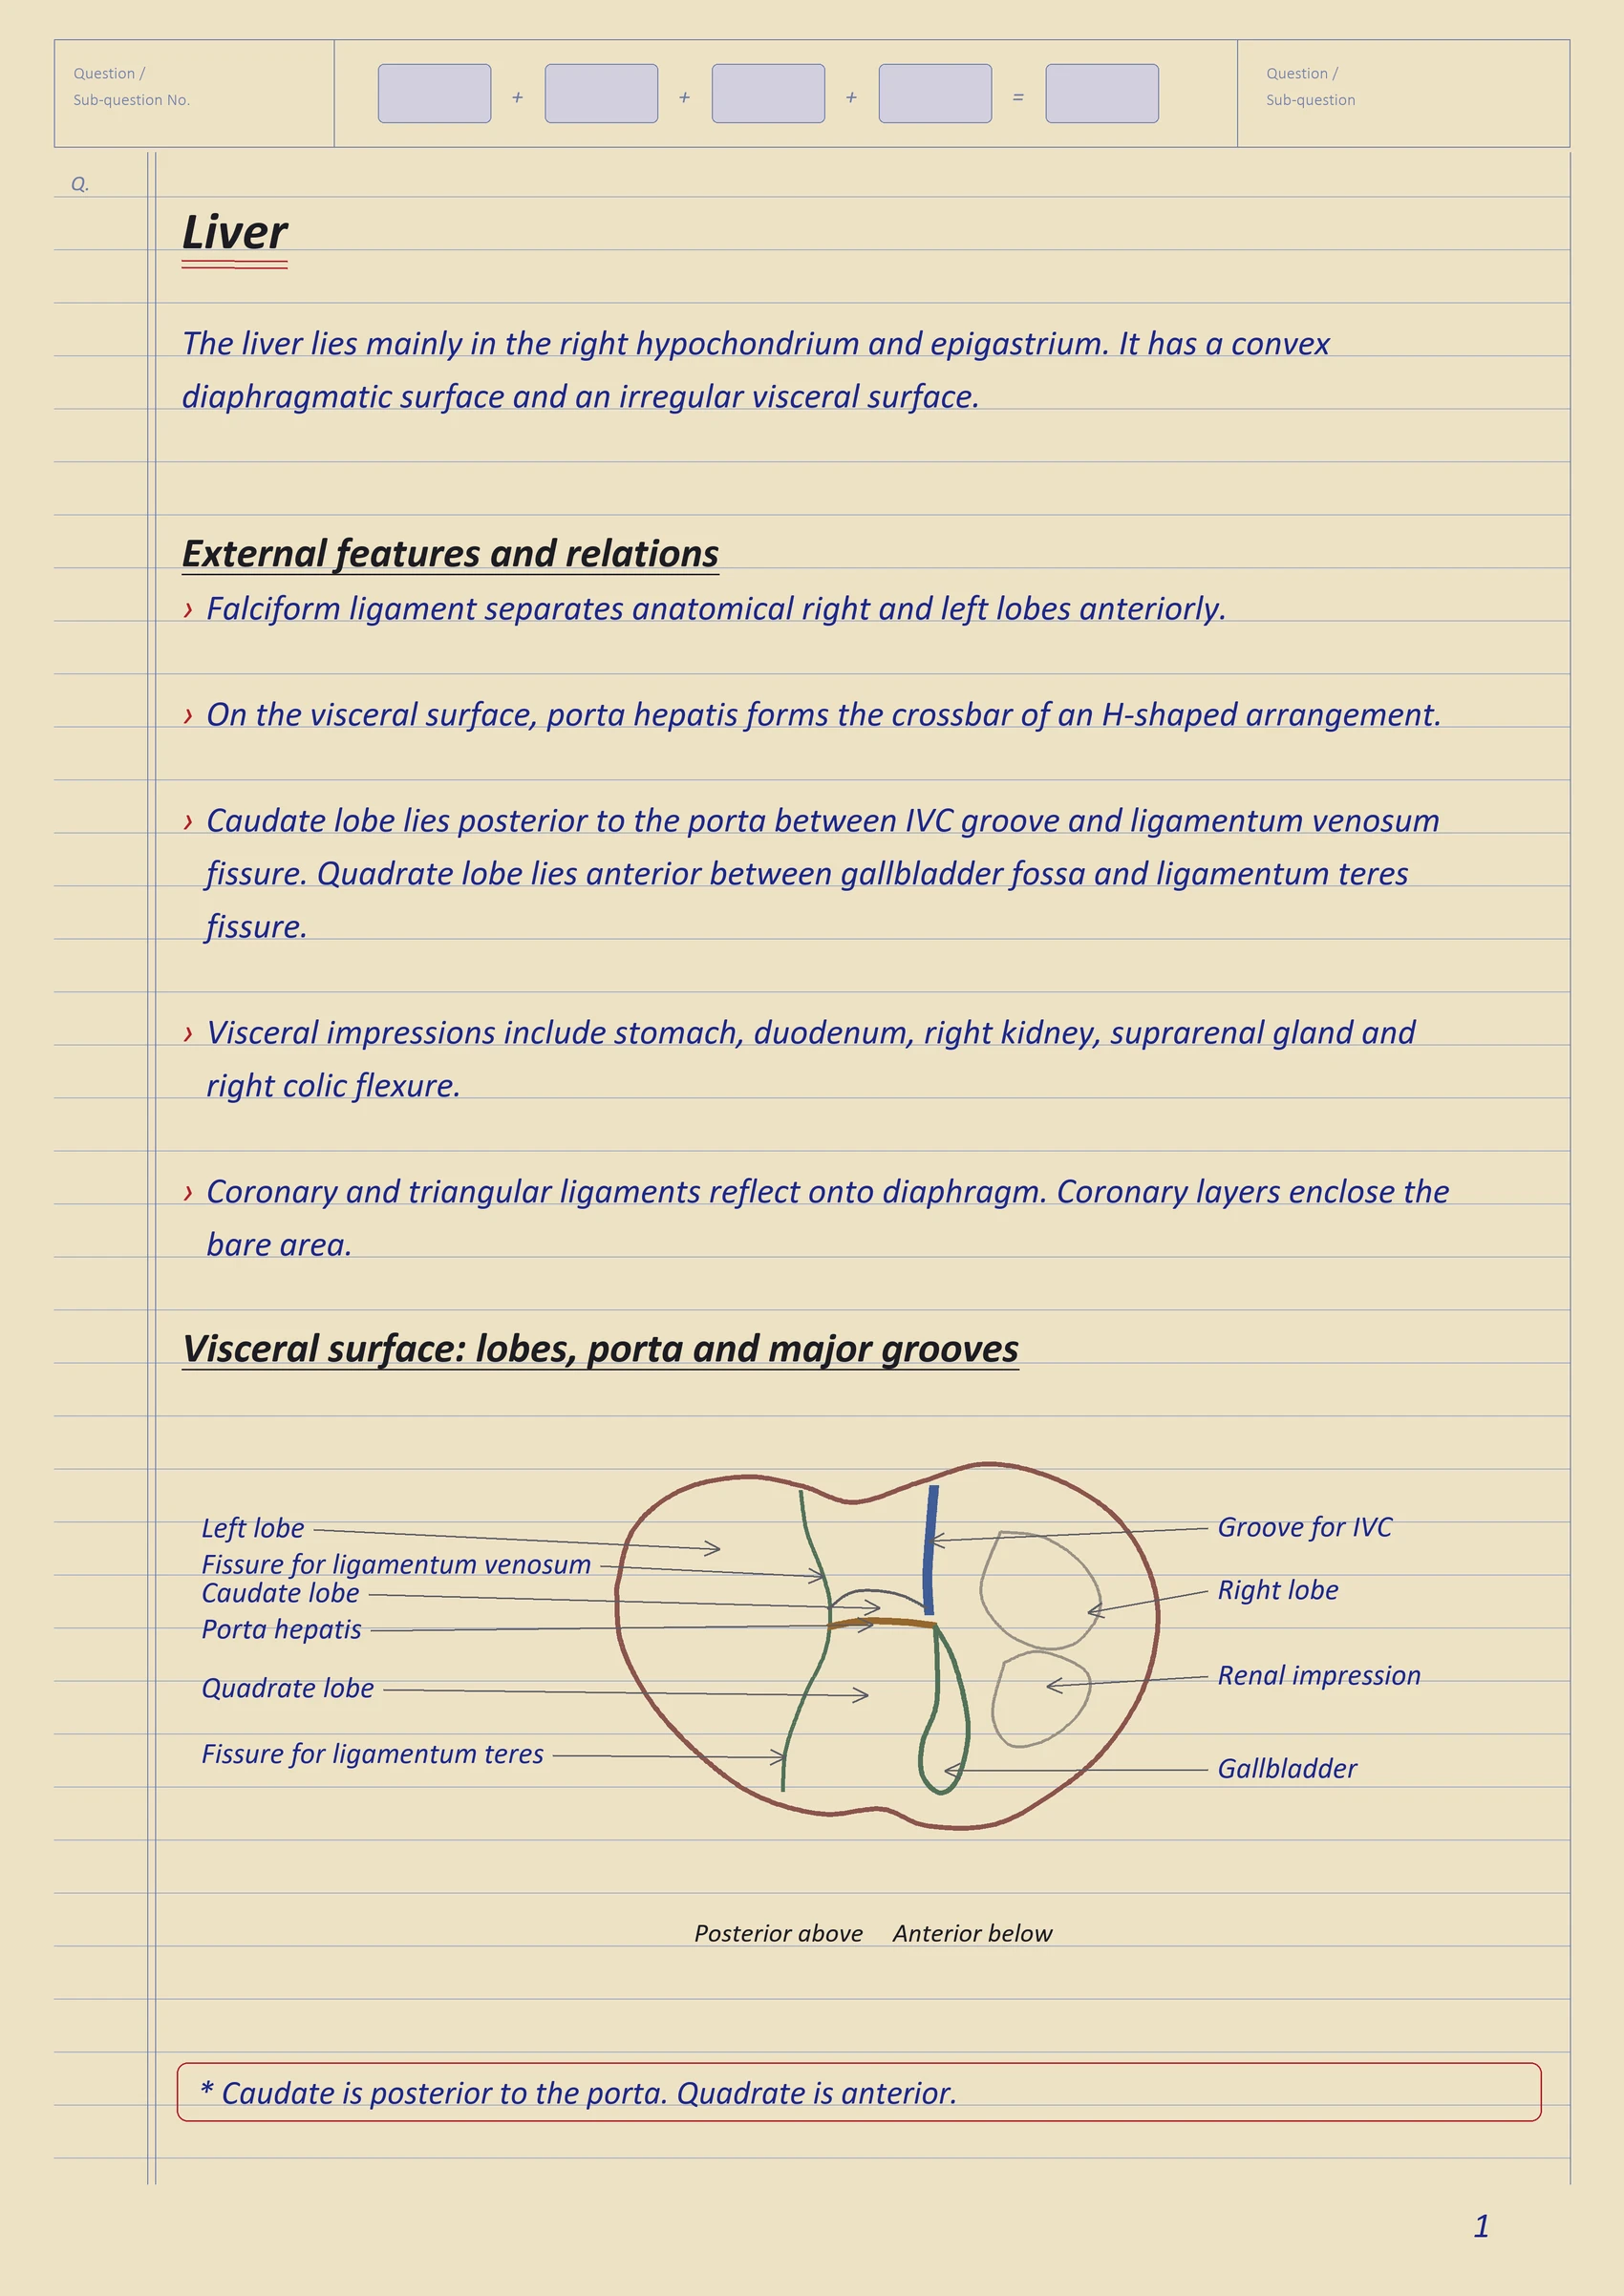 Question /
Sub-question No.
+ + + =
Question /
Sub-question
Q.
Liver
The liver lies mainly in the right hypochondrium and epigastrium. It has a convex
diaphragmatic surface and an irregular visceral surface.
External features and relations
› Falciform ligament separates anatomical right and left lobes anteriorly.
› On the visceral surface, porta hepatis forms the crossbar of an H-shaped arrangement.
› Caudate lobe lies posterior to the porta between IVC groove and ligamentum venosum
fissure. Quadrate lobe lies anterior between gallbladder fossa and ligamentum teres
fissure.
› Visceral impressions include stomach, duodenum, right kidney, suprarenal gland and
right colic flexure.
› Coronary and triangular ligaments reflect onto diaphragm. Coronary layers enclose the
bare area.
Visceral surface: lobes, porta and major grooves
Left lobe
Fissure for ligamentum venosum
Caudate lobe
Porta hepatis
Quadrate lobe
Fissure for ligamentum teres
Groove for IVC
Right lobe
Renal impression
Gallbladder
Posterior above Anterior below
* Caudate is posterior to the porta. Quadrate is anterior.
1